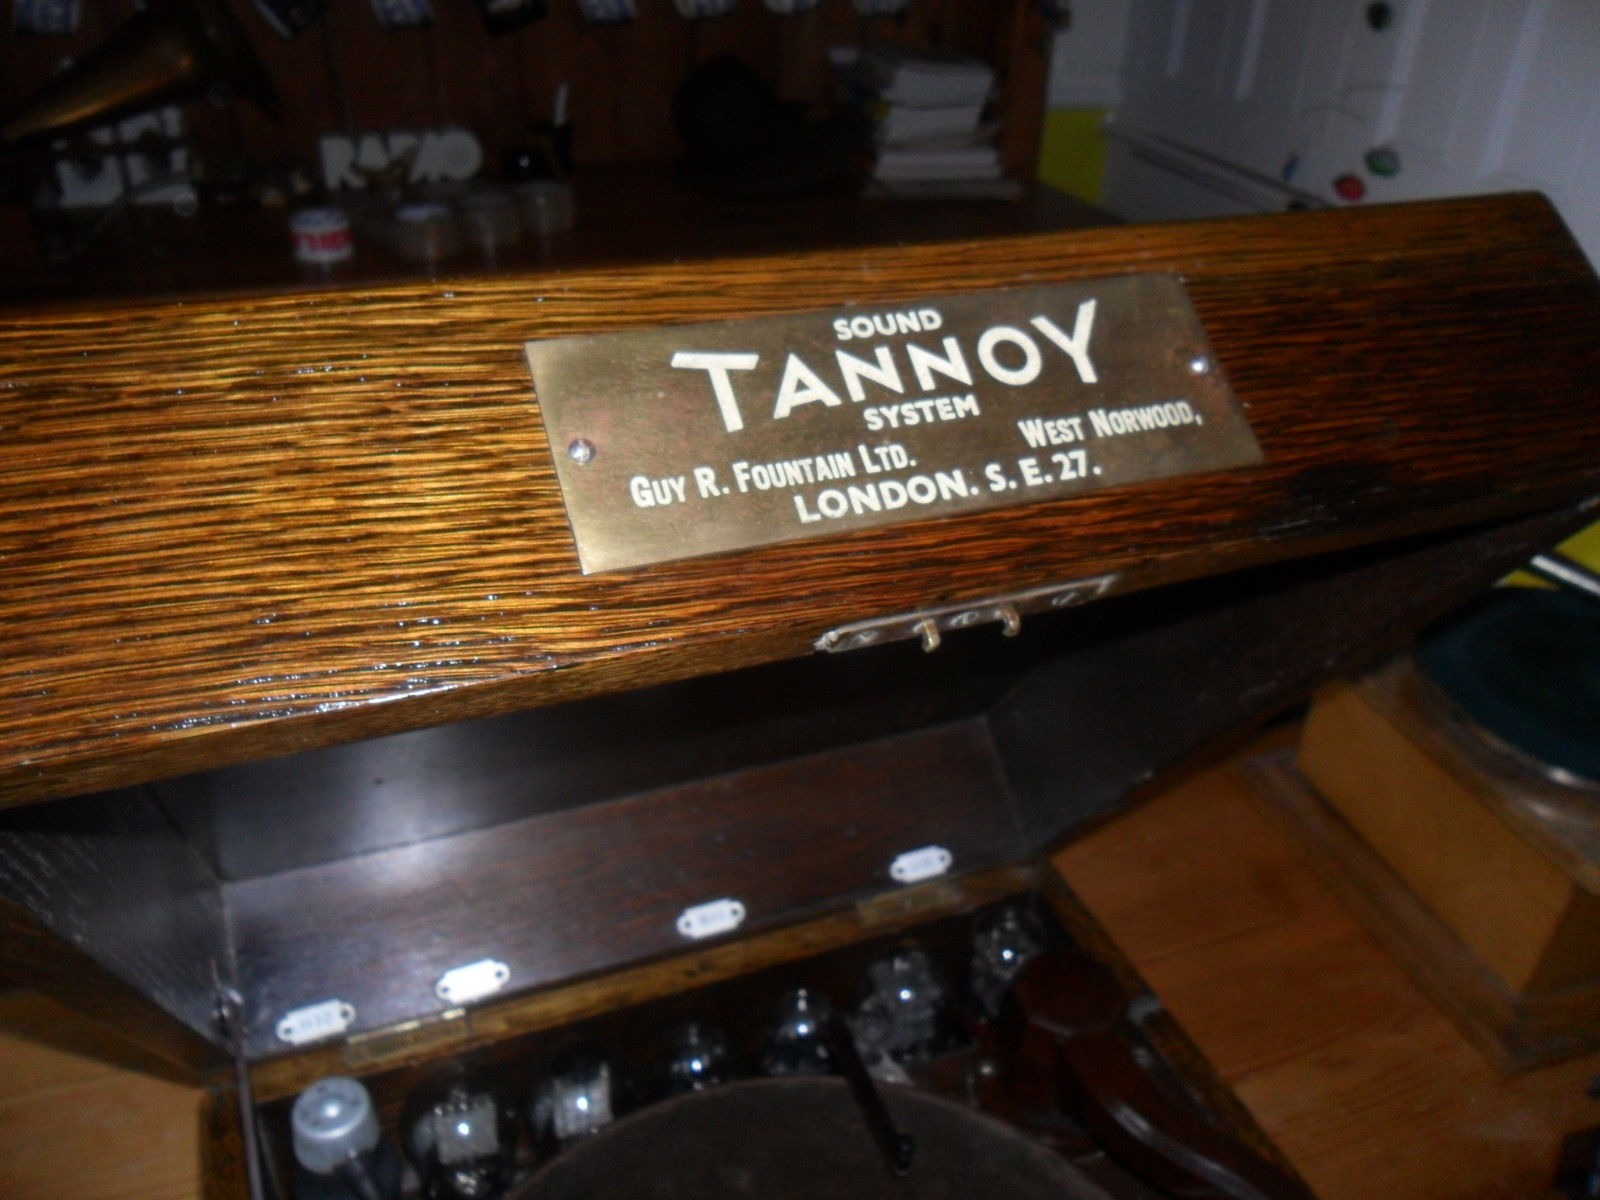 SOUND
TANNOY
SYSTEM
GUY R. FOUNTAIN LTD. WEST NORWOOD,
LONDON. S. E. 27.